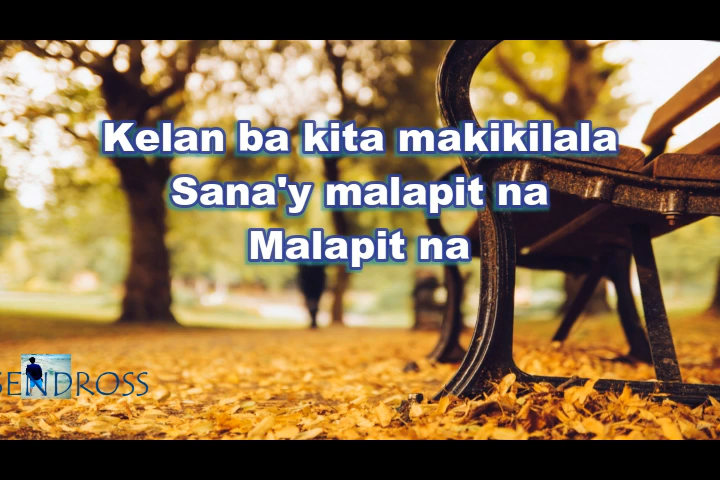 Kelan ba kita makikilala
Sana'y malapit na
Malapit na
SENDROSS